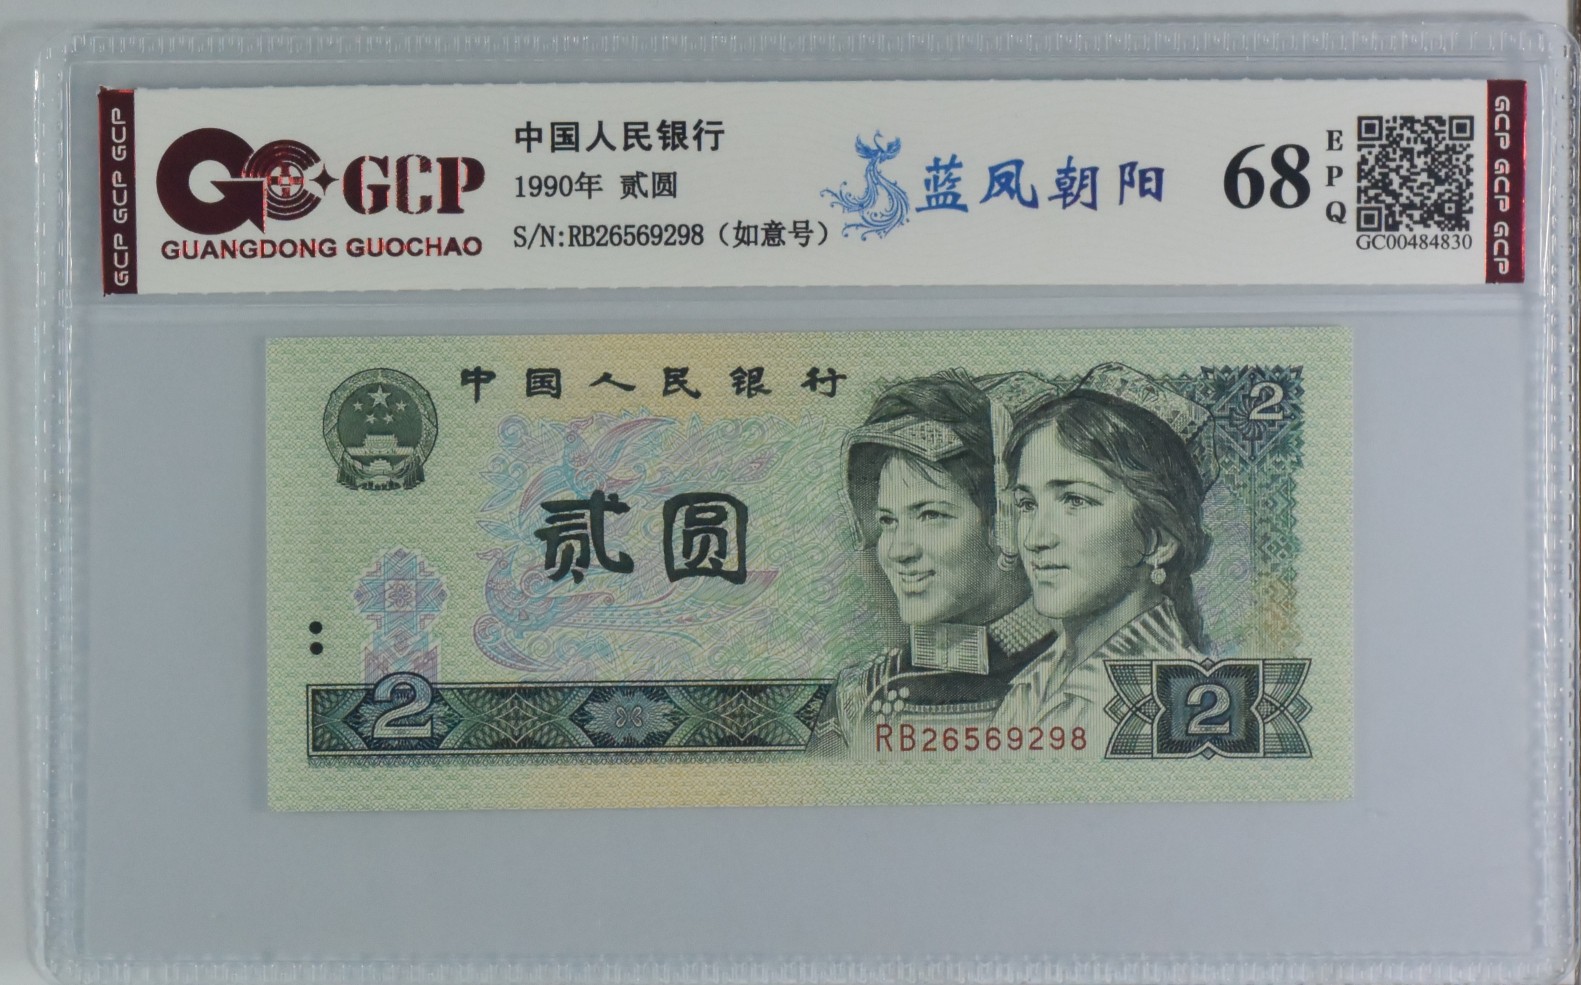 GCP GCP GCP
GCP
GUANGDONG GUOCHAO
中国人民银行
1990年 贰圆
S/N:RB26569298（如意号）
蓝凤朝阳
68
EPQ
GC00484830
GCP GCP GCP
中国人民银行
2
贰圆
2
RB26569298
2